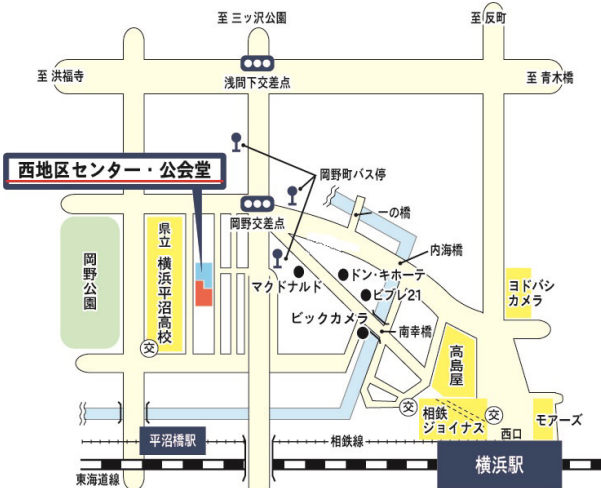 至 三ッ沢公園
至 反町
至 洪福寺
浅間下交差点
至 青木橋
西地区センター・公会堂
岡野町バス停
一の橋
岡野交差点
内海橋
県立 横浜平沼高校
岡野公園
ドン・キホーテ
マクドナルド
ビブレ21
ヨドバシ
カメラ
ビックカメラ
南幸橋
高島屋
交
交
相鉄
ジョイナス
交
モアーズ
西口
平沼橋駅
相鉄線
横浜駅
東海道線